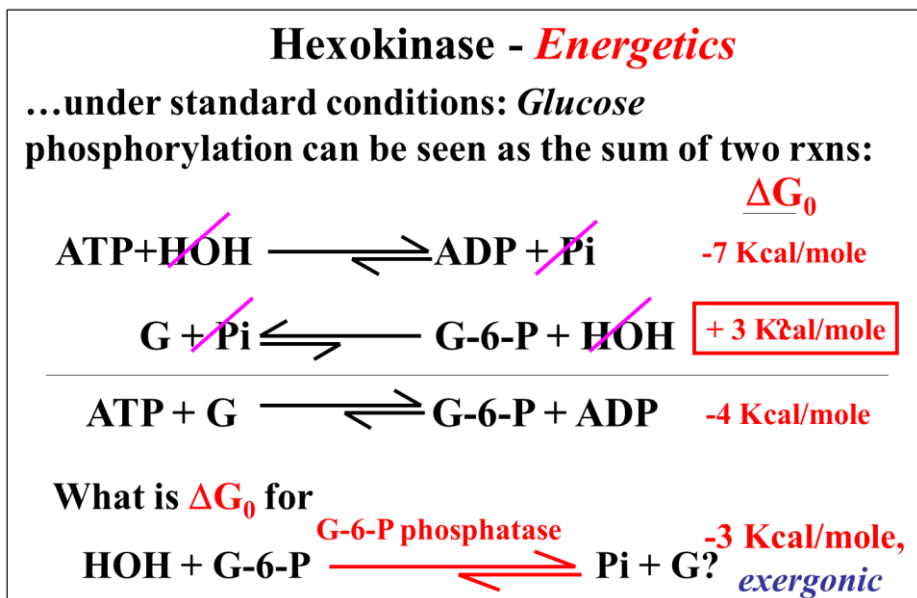 Hexokinase - Energetics
…under standard conditions: Glucose
phosphorylation can be seen as the sum of two rxns:
ΔG₀
ATP+HOH ⇌ ADP + Pi -7 Kcal/mole
G + Pi ⇌ G-6-P + HOH + 3 Kcal/mole ?
ATP + G ⇌ G-6-P + ADP -4 Kcal/mole
What is ΔG₀ for
G-6-P phosphatase
HOH + G-6-P ⇌ Pi + G? -3 Kcal/mole,
exergonic